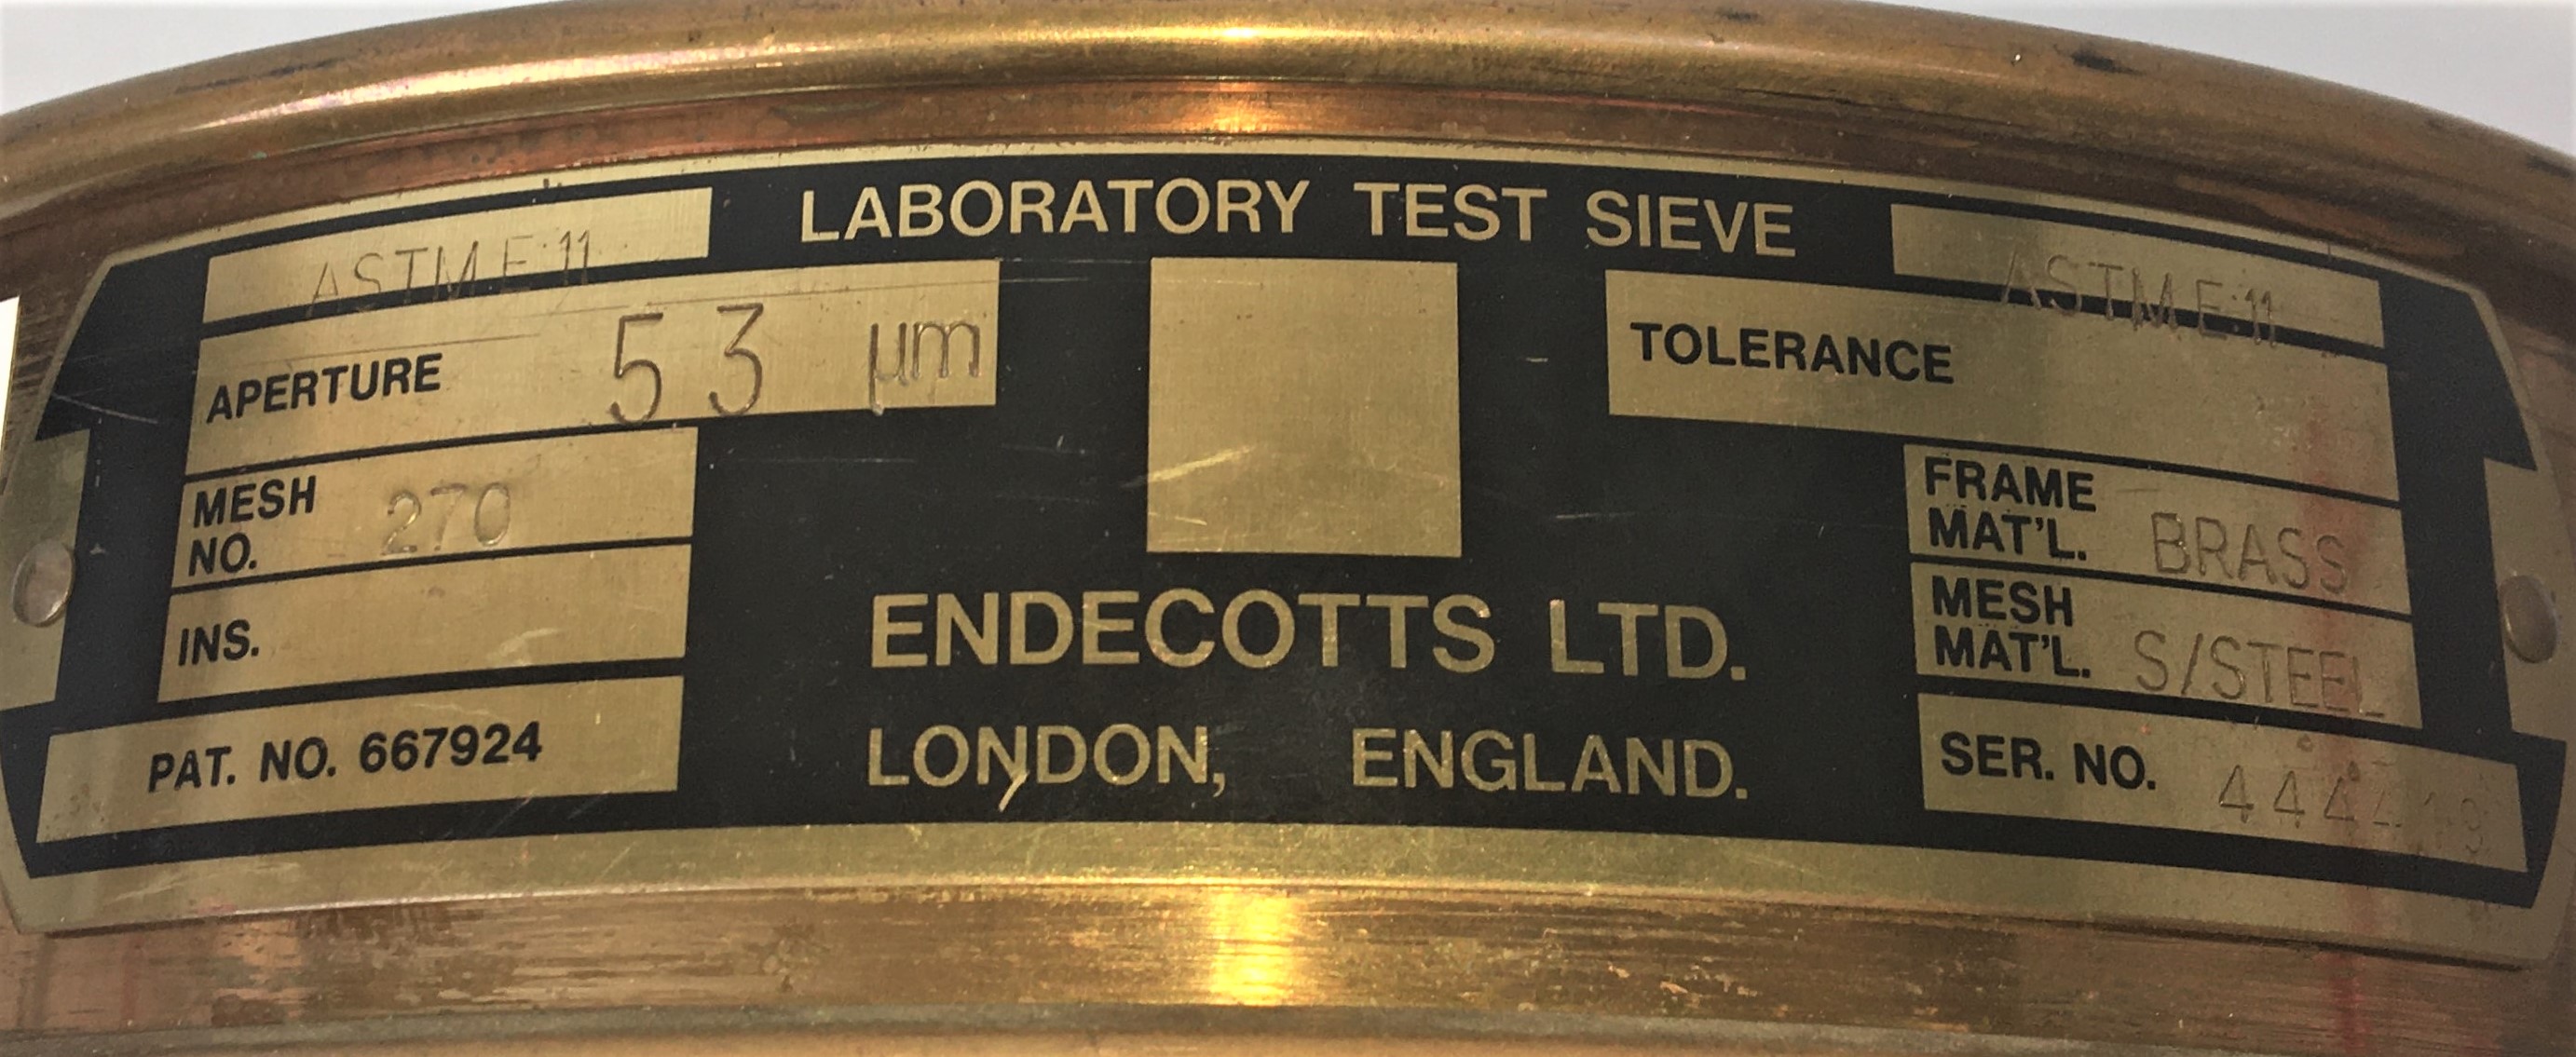 LABORATORY TEST SIEVE
ASTM E:11
APERTURE 53 µm
MESH NO. 270
INS.
PAT. NO. 667924
ENDECOTTS LTD.
LONDON, ENGLAND.
ASTM E:11
TOLERANCE
FRAME MAT'L. BRASS
MESH MAT'L. S/STEEL
SER. NO.